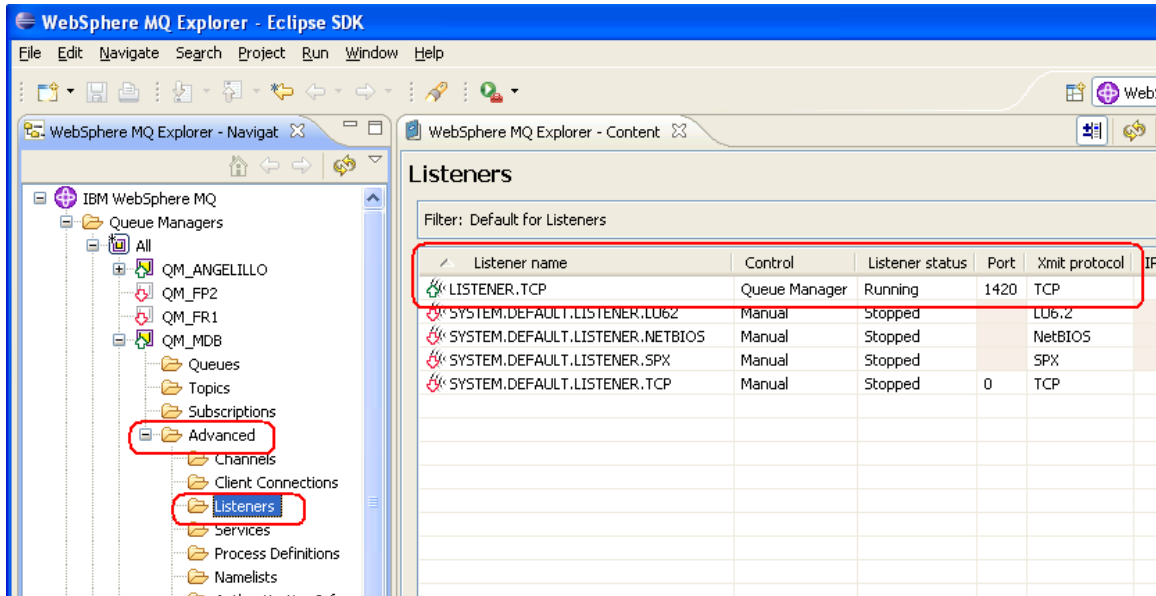 WebSphere MQ Explorer - Eclipse SDK
File Edit Navigate Search Project Run Window Help
WebSphere MQ Explorer - Navigat
IBM WebSphere MQ
Queue Managers
All
QM_ANGELILLO
QM_FP2
QM_FR1
QM_MDB
Queues
Topics
Subscriptions
Advanced
Channels
Client Connections
Listeners
Services
Process Definitions
Namelists
WebSphere MQ Explorer - Content
Listeners
Filter: Default for Listeners
Listener name Control Listener status Port Xmit protocol IP
LISTENER.TCP Queue Manager Running 1420 TCP
SYSTEM.DEFAULT.LISTENER.LU62 Manual Stopped LU6.2
SYSTEM.DEFAULT.LISTENER.NETBIOS Manual Stopped NetBIOS
SYSTEM.DEFAULT.LISTENER.SPX Manual Stopped SPX
SYSTEM.DEFAULT.LISTENER.TCP Manual Stopped 0 TCP